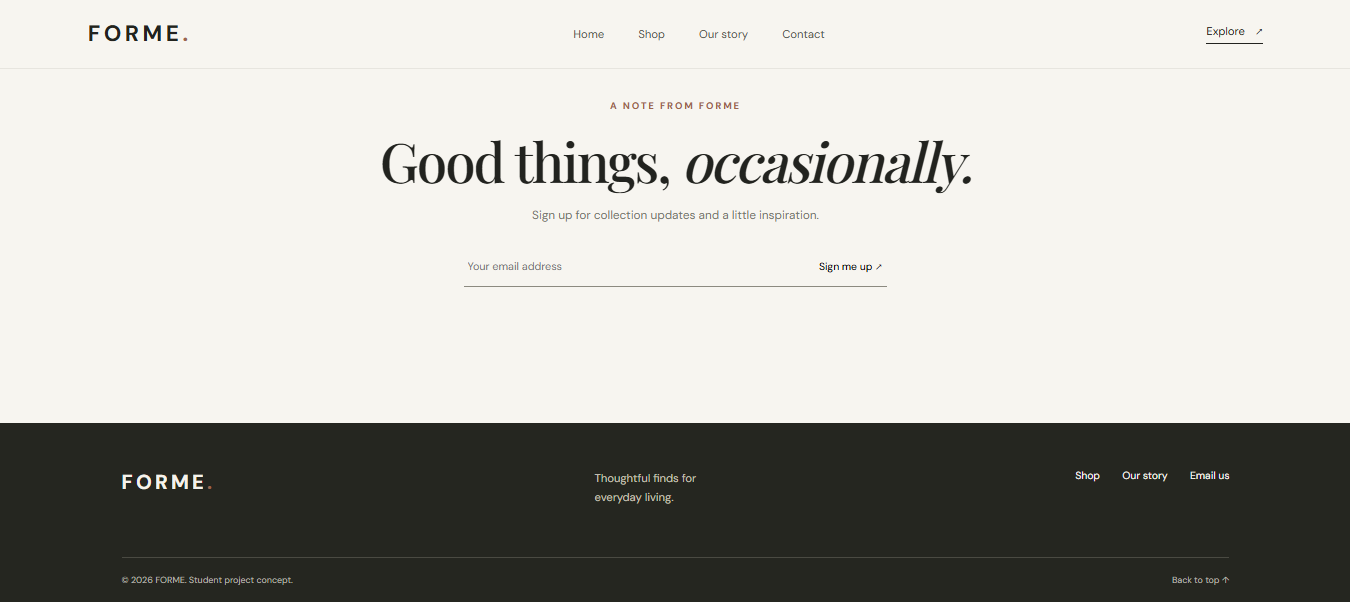 FORME.
Home Shop Our story Contact
Explore ↗
A NOTE FROM FORME
Good things, occasionally.
Sign up for collection updates and a little inspiration.
Your email address Sign me up ↗
FORME.
Thoughtful finds for
everyday living.
Shop Our story Email us
© 2026 FORME. Student project concept.
Back to top ↑